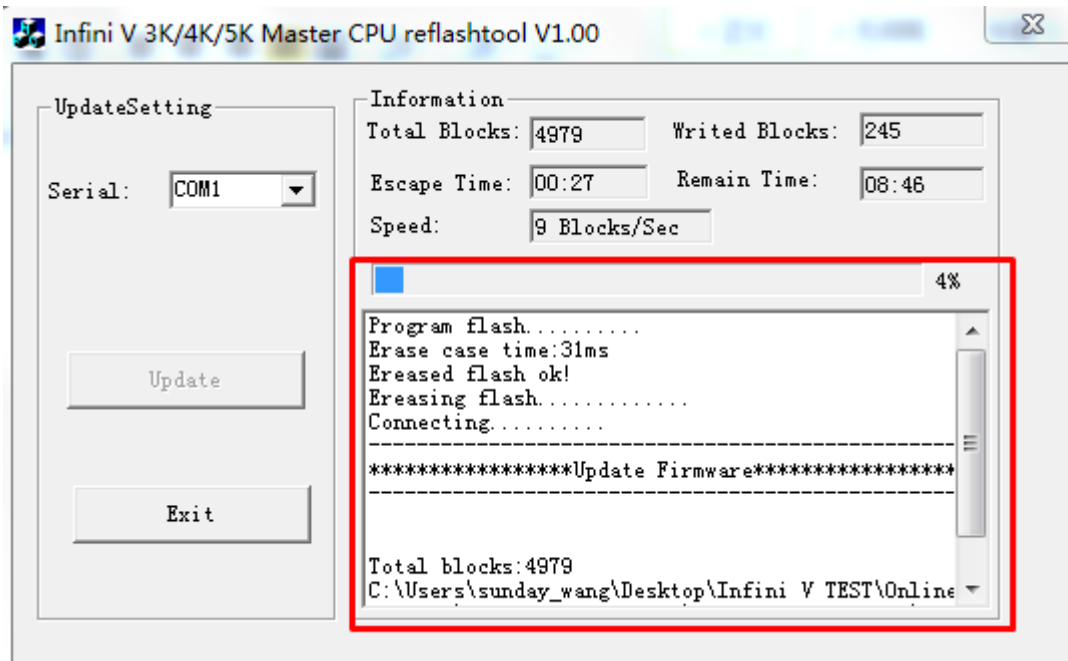 Infini V 3K/4K/5K Master CPU reflashtool V1.00
UpdateSetting
Serial: COM1
Update
Exit
Information
Total Blocks: 4979 Writed Blocks: 245
Escape Time: 00:27 Remain Time: 08:46
Speed: 9 Blocks/Sec
4%
Program flash..........
Erase case time:31ms
Ereased flash ok!
Ereasing flash.............
Connecting..........
------------------------------------------------
*****************Update Firmware*****************
------------------------------------------------
Total blocks:4979
C:\Users\sunday_wang\Desktop\Infini V TEST\Online